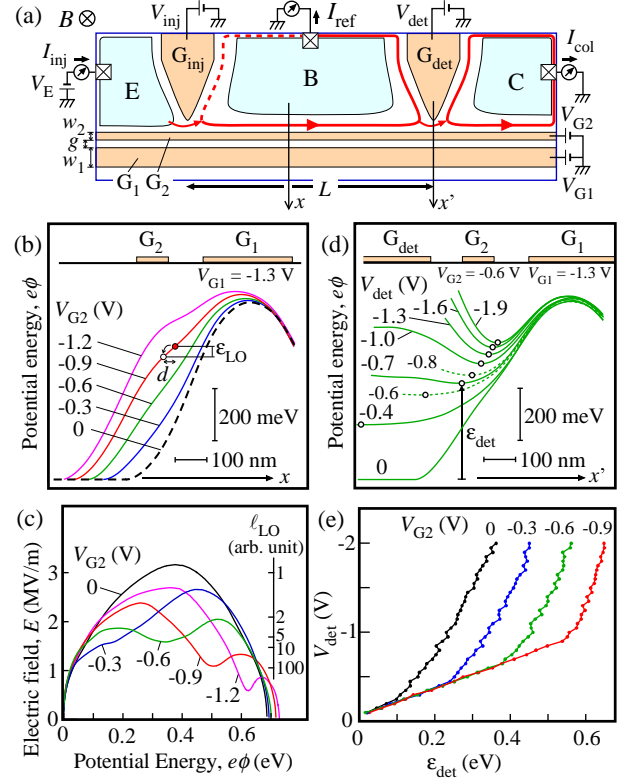 (a) B ⊗
V_inj I_ref V_det
I_inj I_col
V_E E G_inj B G_det C
w_2 V_G2
g
w_1 G_1 G_2 L V_G1
x x'
(b) G_2 G_1
V_G1 = -1.3 V
V_G2 (V)
-1.2
-0.9
-0.6
-0.3
0
ε_LO
d
200 meV
100 nm
x
Potential energy, eϕ
(d) G_det G_2 G_1
V_G2 = -0.6 V V_G1 = -1.3 V
V_det (V)
-1.9
-1.6
-1.3
-1.0
-0.7 -0.8
-0.6
-0.4
0
ε_det
200 meV
100 nm
x'
Potential energy, eϕ
(c) ℓ_LO
(arb. unit)
V_G2 (V)
0
-0.3 -0.6 -0.9 -1.2
1
2
5
10
100
3
2
1
0
0 0.2 0.4 0.6
Electric field, E (MV/m)
Potential Energy, eϕ (eV)
(e) V_G2 (V)
0 -0.3 -0.6 -0.9
-2
-1
0
0 0.2 0.4 0.6
V_det (V)
ε_det (eV)